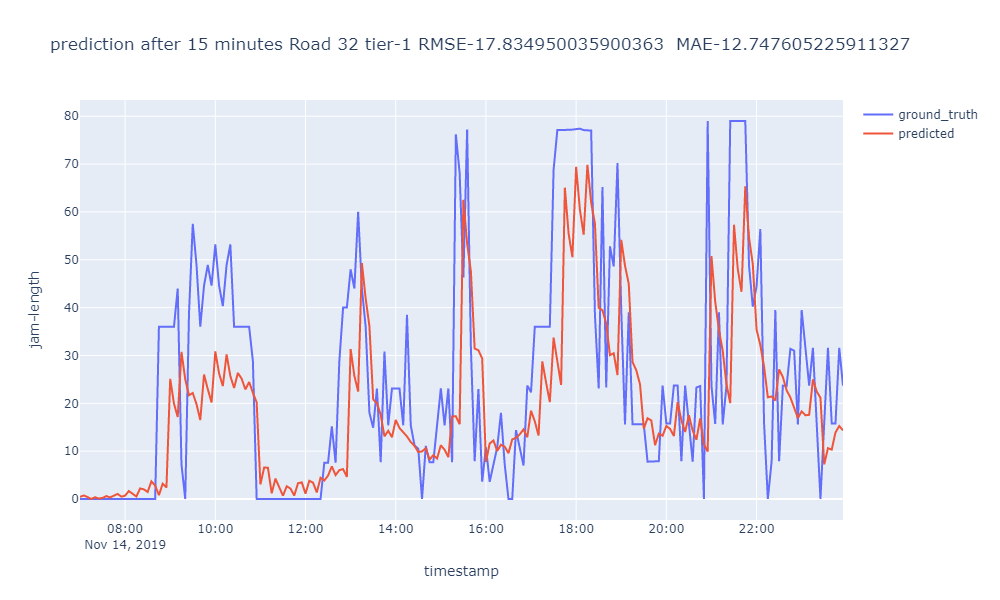 prediction after 15 minutes Road 32 tier-1 RMSE-17.834950035900363  MAE-12.747605225911327
ground_truth
predicted
80
70
60
50
40
30
20
10
0
jam-length
08:00 10:00 12:00 14:00 16:00 18:00 20:00 22:00
Nov 14, 2019
timestamp